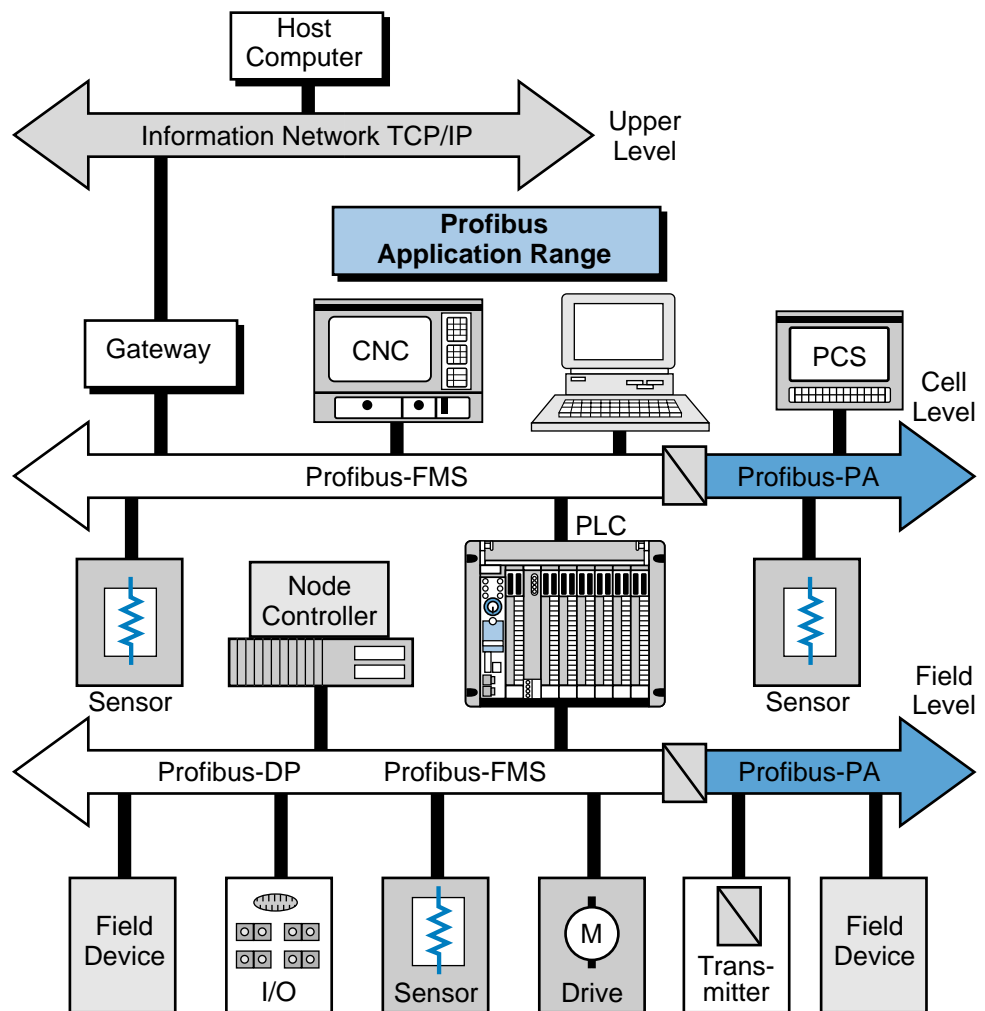 Host
Computer
Information Network TCP/IP
Upper
Level
Profibus
Application Range
Gateway
CNC
PCS
Cell
Level
Profibus-FMS
Profibus-PA
PLC
Node
Controller
Sensor
Sensor
Field
Level
Profibus-DP
Profibus-FMS
Profibus-PA
Field
Device
I/O
Sensor
M
Drive
Trans-
mitter
Field
Device